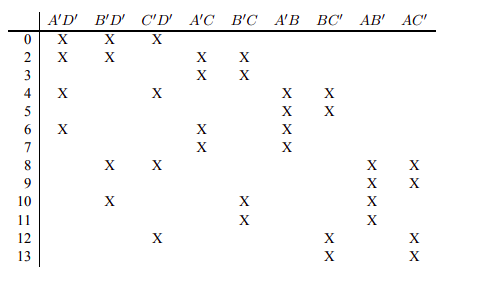 A′D′ B′D′ C′D′ A′C B′C A′B BC′ AB′ AC′
0 X X X
2 X X X X
3 X X
4 X X X X
5 X X
6 X X X
7 X X
8 X X X X
9 X X
10 X X X
11 X X
12 X X X
13 X X